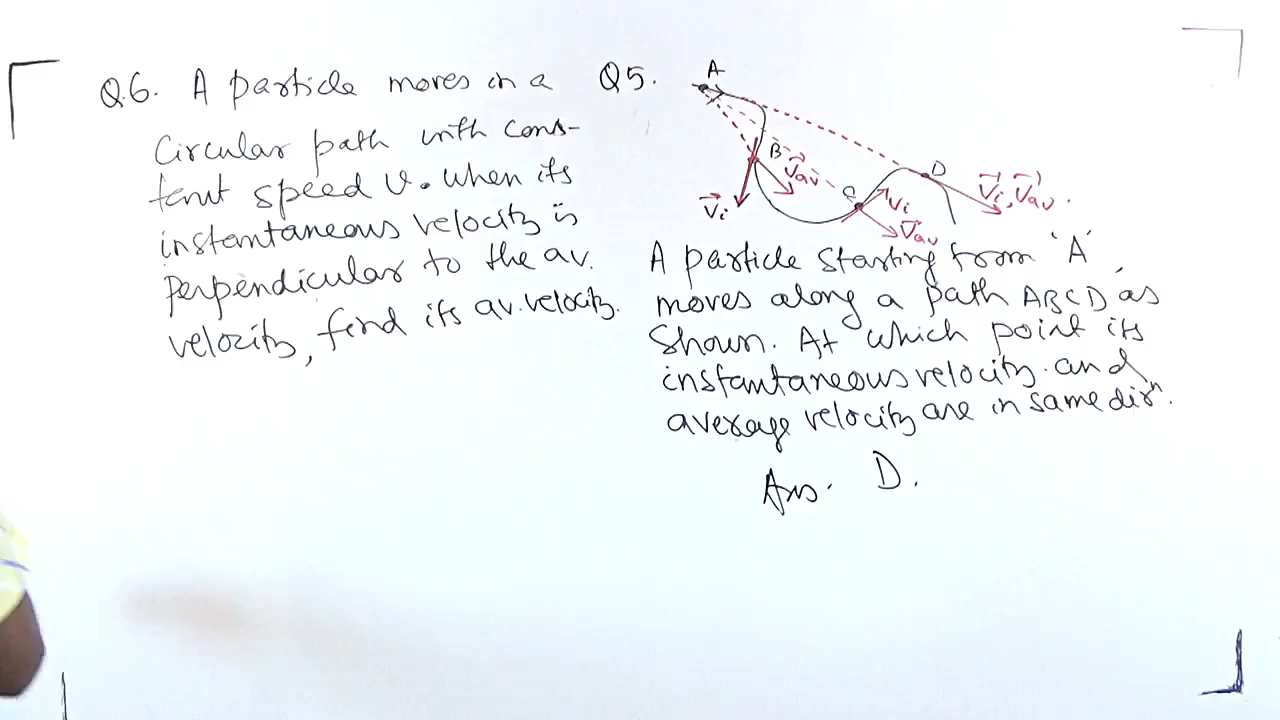 Q.6. A particle moves in a
Circular path with cons-
tant speed v. When its
instantaneous velocity is
Perpendicular to the av.
velocity, find its av. velocity.
Q5.
A
B
V⃗av
V⃗i
C
Vi
V⃗av
D
V⃗i, V⃗av.
A particle starting from 'A',
moves along a path ABCD as
Shown. At which point its
instantaneous velocity and
average velocity are in same dirⁿ.
Ans. D.